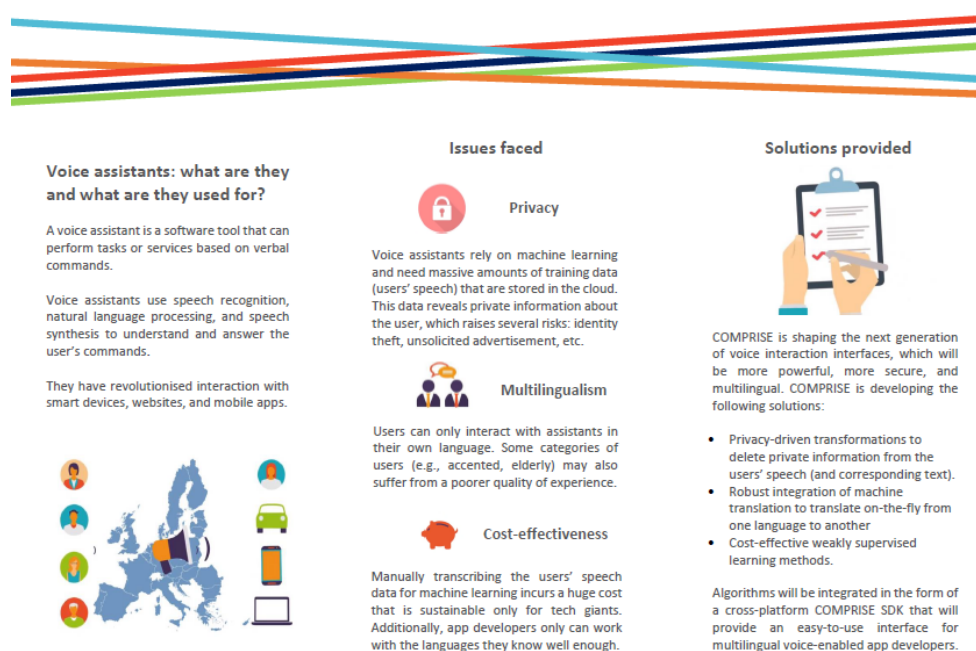 Voice assistants: what are they
and what are they used for?
A voice assistant is a software tool that can
perform tasks or services based on verbal
commands.
Voice assistants use speech recognition,
natural language processing, and speech
synthesis to understand and answer the
user's commands.
They have revolutionised interaction with
smart devices, websites, and mobile apps.
)
Issues faced
Privacy
Voice assistants rely on machine learning
and need massive amounts of training data
(users' speech) that are stored in the cloud.
This data reveals private information about
the user, which raises several risks: identity
theft, unsolicited advertisement, etc.
Multilingualism
Users can only interact with assistants in
their own language. Some categories of
users (e.g., accented, elderly) may also
suffer from a poorer quality of experience.
Cost-effectiveness
Manually transcribing the users' speech
data for machine learning incurs a huge cost
that is sustainable only for tech giants.
Additionally, app developers only can work
with the languages they know well enough.
Solutions provided
COMPRISE is shaping the next generation
of voice interaction interfaces, which will
be more powerful, more secure, and
multilingual. COMPRISE is developing the
following solutions:
• Privacy-driven transformations to
delete private information from the
users' speech (and corresponding text).
• Robust integration of machine
translation to translate on-the-fly from
one language to another
• Cost-effective weakly supervised
learning methods.
Algorithms will be integrated in the form of
a cross-platform COMPRISE SDK that will
provide an easy-to-use interface for
multilingual voice-enabled app developers.